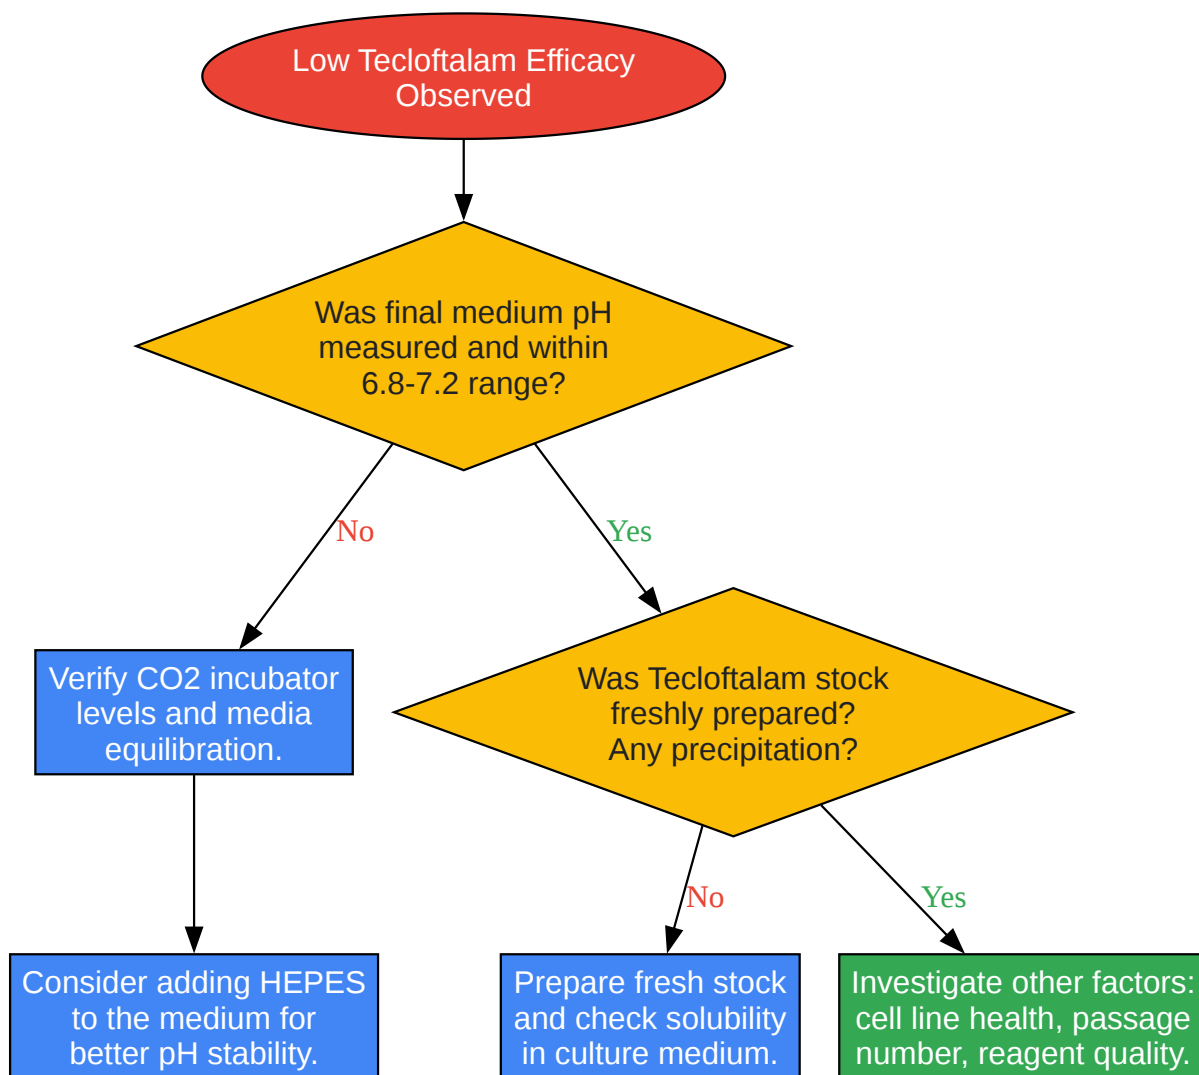 Low Tecloftalam Efficacy
Observed
Was final medium pH
measured and within
6.8-7.2 range?
No
Yes
Verify CO2 incubator
levels and media
equilibration.
Was Tecloftalam stock
freshly prepared?
Any precipitation?
No
Yes
Consider adding HEPES
to the medium for
better pH stability.
Prepare fresh stock
and check solubility
in culture medium.
Investigate other factors:
cell line health, passage
number, reagent quality.